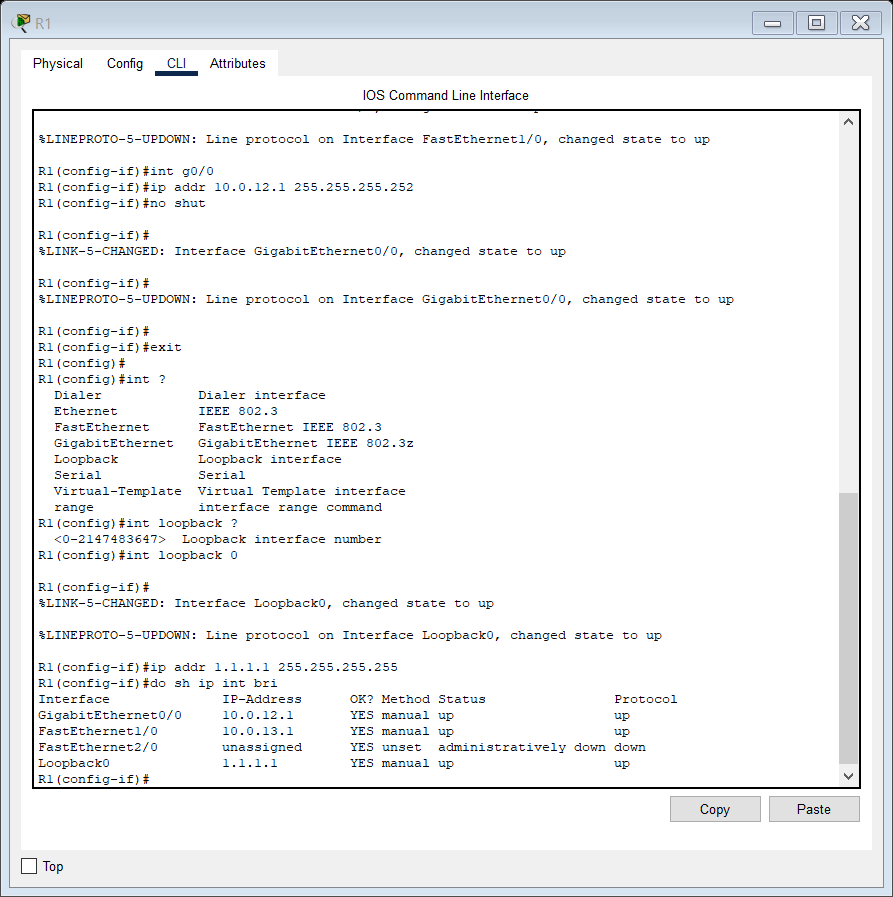 R1
Physical Config CLI Attributes
IOS Command Line Interface
%LINEPROTO-5-UPDOWN: Line protocol on Interface FastEthernet1/0, changed state to up
R1(config-if)#int g0/0
R1(config-if)#ip addr 10.0.12.1 255.255.255.252
R1(config-if)#no shut
R1(config-if)#
%LINK-5-CHANGED: Interface GigabitEthernet0/0, changed state to up
R1(config-if)#
%LINEPROTO-5-UPDOWN: Line protocol on Interface GigabitEthernet0/0, changed state to up
R1(config-if)#
R1(config-if)#exit
R1(config)#
R1(config)#int ?
  Dialer            Dialer interface
  Ethernet          IEEE 802.3
  FastEthernet      FastEthernet IEEE 802.3
  GigabitEthernet   GigabitEthernet IEEE 802.3z
  Loopback          Loopback interface
  Serial            Serial
  Virtual-Template  Virtual Template interface
  range             interface range command
R1(config)#int loopback ?
  <0-2147483647>  Loopback interface number
R1(config)#int loopback 0
R1(config-if)#
%LINK-5-CHANGED: Interface Loopback0, changed state to up
%LINEPROTO-5-UPDOWN: Line protocol on Interface Loopback0, changed state to up
R1(config-if)#ip addr 1.1.1.1 255.255.255.255
R1(config-if)#do sh ip int bri
Interface              IP-Address      OK? Method Status                Protocol
GigabitEthernet0/0     10.0.12.1       YES manual up                    up
FastEthernet1/0        10.0.13.1       YES manual up                    up
FastEthernet2/0        unassigned      YES unset  administratively down down
Loopback0              1.1.1.1         YES manual up                    up
R1(config-if)#
Copy Paste
Top